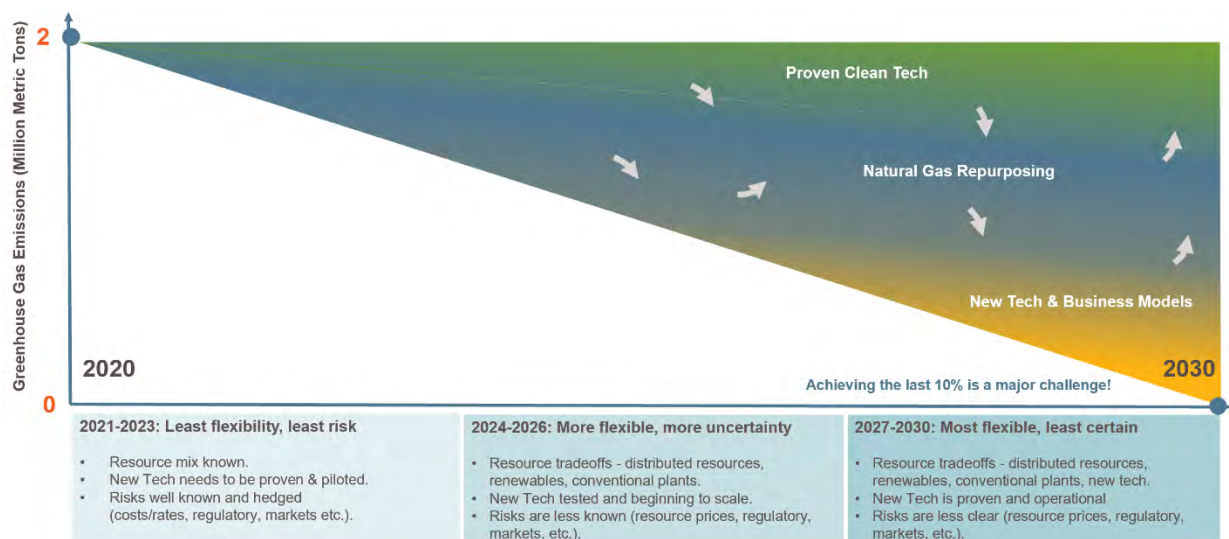 Greenhouse Gas Emissions (Million Metric Tons)
2
Proven Clean Tech
Natural Gas Repurposing
New Tech & Business Models
2020
2030
Achieving the last 10% is a major challenge!
0
2021-2023: Least flexibility, least risk
• Resource mix known.
• New Tech needs to be proven & piloted.
• Risks well known and hedged
(costs/rates, regulatory, markets etc.).
2024-2026: More flexible, more uncertainty
• Resource tradeoffs - distributed resources,
renewables, conventional plants.
• New Tech tested and beginning to scale.
• Risks are less known (resource prices, regulatory,
markets, etc.).
2027-2030: Most flexible, least certain
• Resource tradeoffs - distributed resources,
renewables, conventional plants, new tech.
• New Tech is proven and operational
• Risks are less clear (resource prices, regulatory,
markets, etc.).